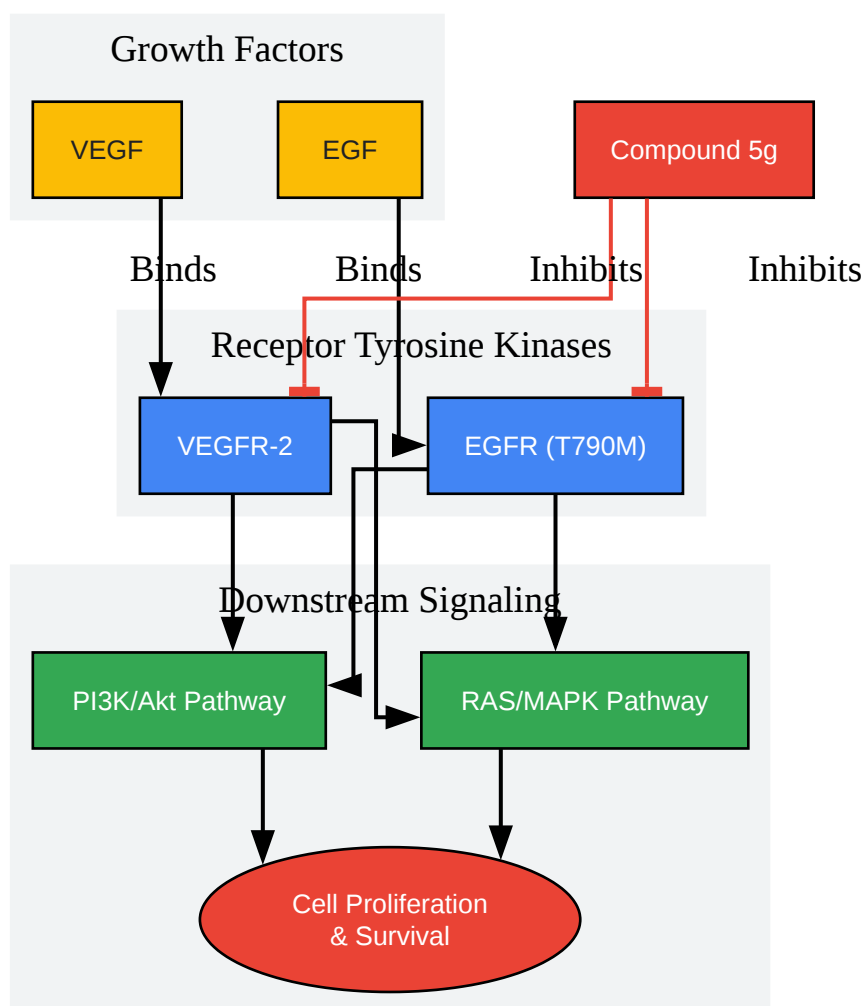 Growth Factors
VEGF
EGF
Compound 5g
Binds
Binds
Inhibits
Inhibits
Receptor Tyrosine Kinases
VEGFR-2
EGFR (T790M)
Downstream Signaling
PI3K/Akt Pathway
RAS/MAPK Pathway
Cell Proliferation
& Survival